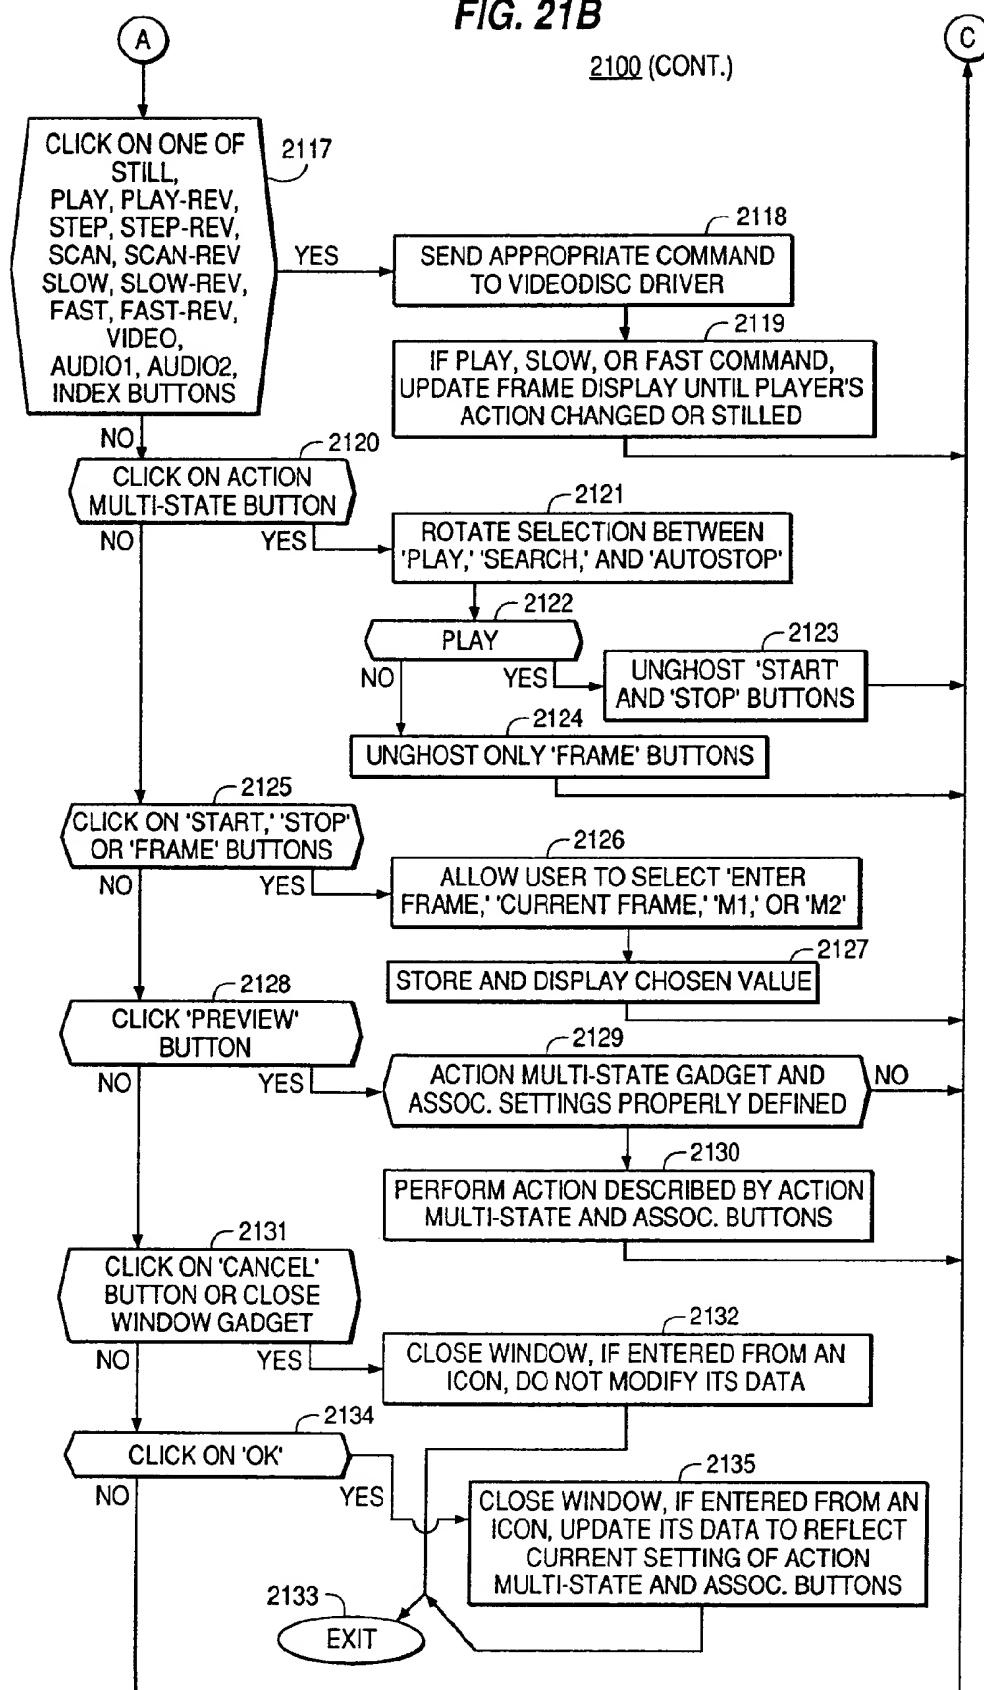 FIG. 21B
A
C
2100 (CONT.)
CLICK ON ONE OF
STILL,
PLAY, PLAY-REV,
STEP, STEP-REV,
SCAN, SCAN-REV
SLOW, SLOW-REV,
FAST, FAST-REV,
VIDEO,
AUDIO1, AUDIO2,
INDEX BUTTONS
2117
YES
NO
2118
SEND APPROPRIATE COMMAND
TO VIDEODISC DRIVER
2119
IF PLAY, SLOW, OR FAST COMMAND,
UPDATE FRAME DISPLAY UNTIL PLAYER'S
ACTION CHANGED OR STILLED
2120
CLICK ON ACTION
MULTI-STATE BUTTON
NO
YES
2121
ROTATE SELECTION BETWEEN
'PLAY,' 'SEARCH,' AND 'AUTOSTOP'
2122
PLAY
NO
YES
2123
UNGHOST 'START'
AND 'STOP' BUTTONS
2124
UNGHOST ONLY 'FRAME' BUTTONS
2125
CLICK ON 'START,' 'STOP'
OR 'FRAME' BUTTONS
NO
YES
2126
ALLOW USER TO SELECT 'ENTER
FRAME,' 'CURRENT FRAME,' 'M1,' OR 'M2'
2127
STORE AND DISPLAY CHOSEN VALUE
2128
CLICK 'PREVIEW'
BUTTON
NO
YES
2129
ACTION MULTI-STATE GADGET AND
ASSOC. SETTINGS PROPERLY DEFINED
NO
2130
PERFORM ACTION DESCRIBED BY ACTION
MULTI-STATE AND ASSOC. BUTTONS
2131
CLICK ON 'CANCEL'
BUTTON OR CLOSE
WINDOW GADGET
NO
YES
2132
CLOSE WINDOW, IF ENTERED FROM AN
ICON, DO NOT MODIFY ITS DATA
2134
CLICK ON 'OK'
NO
YES
2135
CLOSE WINDOW, IF ENTERED FROM AN
ICON, UPDATE ITS DATA TO REFLECT
CURRENT SETTING OF ACTION
MULTI-STATE AND ASSOC. BUTTONS
2133
EXIT